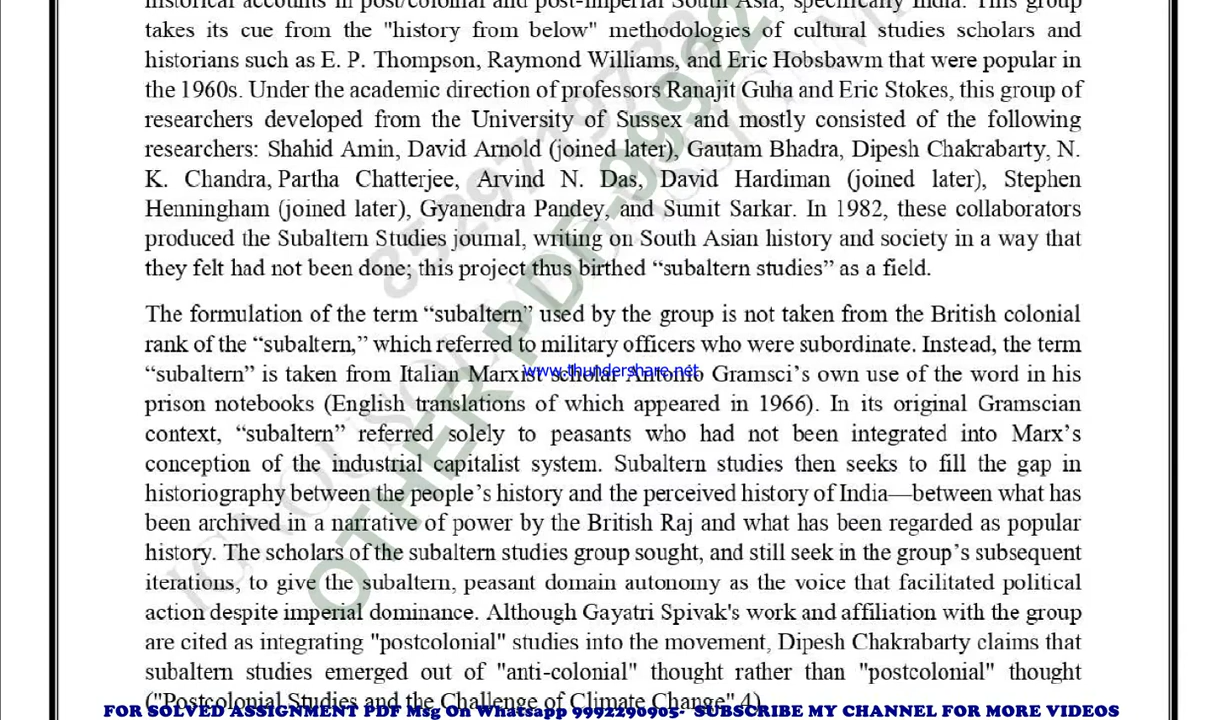 historical accounts in post/colonial and post-imperial South Asia, specifically India. This group
takes its cue from the "history from below" methodologies of cultural studies scholars and
historians such as E. P. Thompson, Raymond Williams, and Eric Hobsbawm that were popular in
the 1960s. Under the academic direction of professors Ranajit Guha and Eric Stokes, this group of
researchers developed from the University of Sussex and mostly consisted of the following
researchers: Shahid Amin, David Arnold (joined later), Gautam Bhadra, Dipesh Chakrabarty, N.
K. Chandra, Partha Chatterjee, Arvind N. Das, David Hardiman (joined later), Stephen
Henningham (joined later), Gyanendra Pandey, and Sumit Sarkar. In 1982, these collaborators
produced the Subaltern Studies journal, writing on South Asian history and society in a way that
they felt had not been done; this project thus birthed “subaltern studies” as a field.
The formulation of the term “subaltern” used by the group is not taken from the British colonial
rank of the “subaltern,” which referred to military officers who were subordinate. Instead, the term
“subaltern” is taken from Italian Marxist scholar Antonio Gramsci’s own use of the word in his
www.thundershare.net
prison notebooks (English translations of which appeared in 1966). In its original Gramscian
context, “subaltern” referred solely to peasants who had not been integrated into Marx’s
conception of the industrial capitalist system. Subaltern studies then seeks to fill the gap in
historiography between the people’s history and the perceived history of India—between what has
been archived in a narrative of power by the British Raj and what has been regarded as popular
history. The scholars of the subaltern studies group sought, and still seek in the group’s subsequent
iterations, to give the subaltern, peasant domain autonomy as the voice that facilitated political
action despite imperial dominance. Although Gayatri Spivak's work and affiliation with the group
are cited as integrating "postcolonial" studies into the movement, Dipesh Chakrabarty claims that
subaltern studies emerged out of "anti-colonial" thought rather than "postcolonial" thought
("Postcolonial Studies and the Challenge of Climate Change" 4).
FOR SOLVED ASSIGNMENT PDF Msg On Whatsapp 9992290905- SUBSCRIBE MY CHANNEL FOR MORE VIDEOS
OTHER PDF-99922